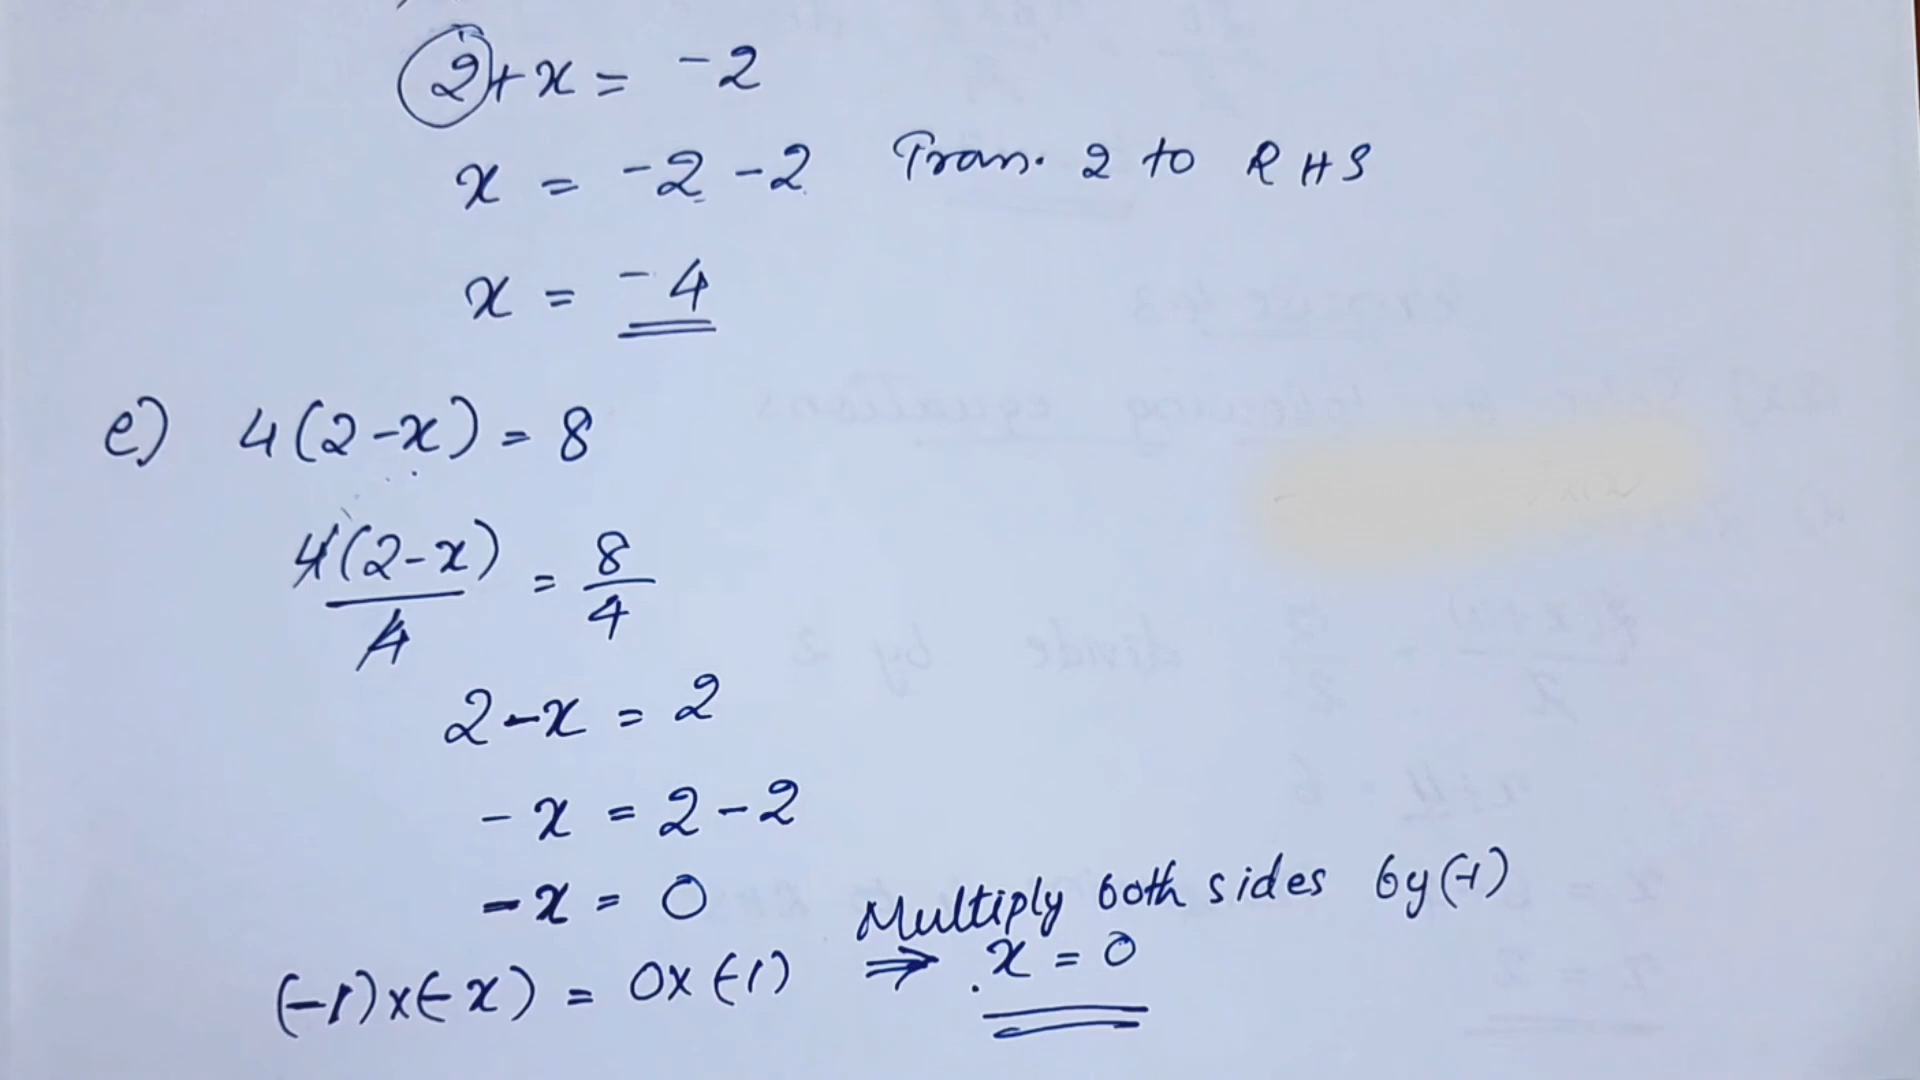 2+x = -2
x = -2-2 Tran. 2 to RHS
x = -4
e) 4(2-x) = 8
4(2-x)/4 = 8/4
2-x = 2
-x = 2-2
-x = 0 Multiply both sides by (-1)
(-1)x(-x) = 0x(-1) ⇒ x = 0